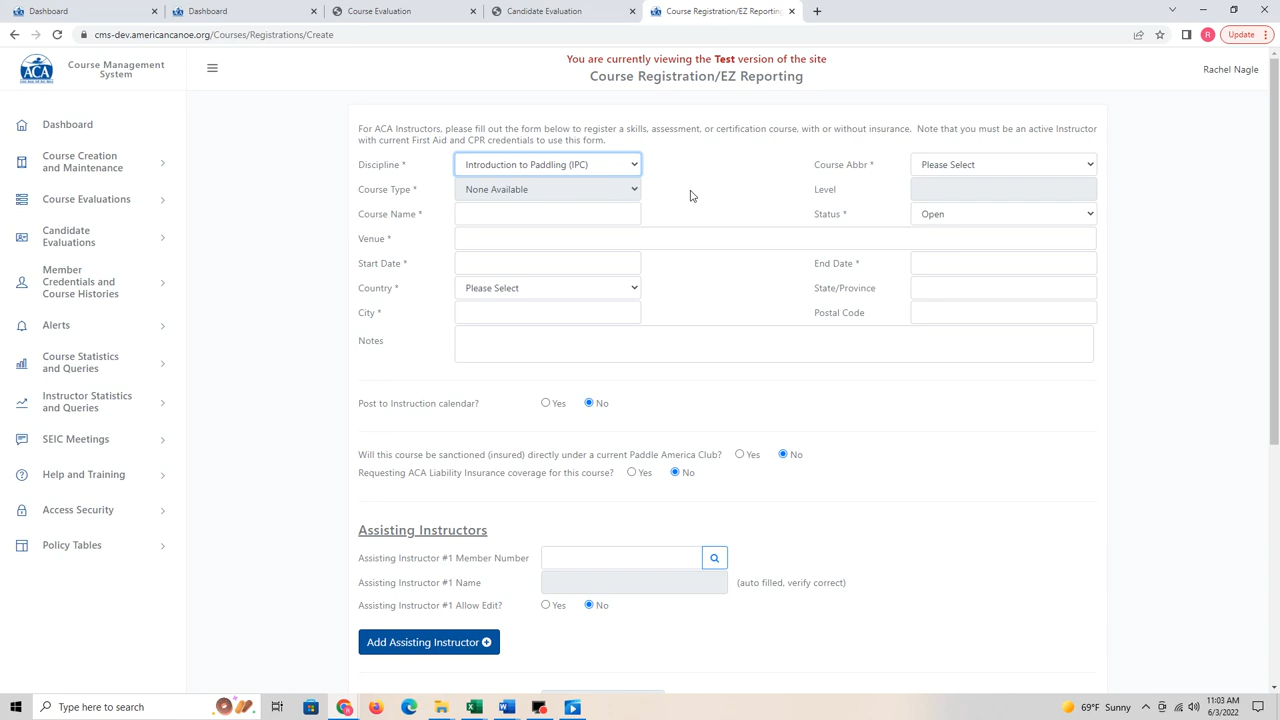 Dashboard
Dashboard
Course Evaluation
Candidate Evaluation
Course Registration/EZ Reporting
cms-dev.americancanoe.org/Courses/Registrations/Create
R
Update
ACA
Course Management
System
You are currently viewing the Test version of the site
Course Registration/EZ Reporting
Rachel Nagle
Dashboard
Course Creation
and Maintenance
Course Evaluations
Candidate
Evaluations
Member
Credentials and
Course Histories
Alerts
Course Statistics
and Queries
Instructor Statistics
and Queries
SEIC Meetings
Help and Training
Access Security
Policy Tables
For ACA Instructors, please fill out the form below to register a skills, assessment, or certification course, with or without insurance. Note that you must be an active Instructor
with current First Aid and CPR credentials to use this form.
Discipline * Introduction to Paddling (IPC) Course Abbr * Please Select
Course Type * None Available Level
Course Name * Status * Open
Venue *
Start Date * End Date *
Country * Please Select State/Province
City * Postal Code
Notes
Post to Instruction calendar? Yes No
Will this course be sanctioned (insured) directly under a current Paddle America Club? Yes No
Requesting ACA Liability Insurance coverage for this course? Yes No
Assisting Instructors
Assisting Instructor #1 Member Number
Assisting Instructor #1 Name (auto filled, verify correct)
Assisting Instructor #1 Allow Edit? Yes No
Add Assisting Instructor
Type here to search
69°F Sunny
11:03 AM
6/3/2022